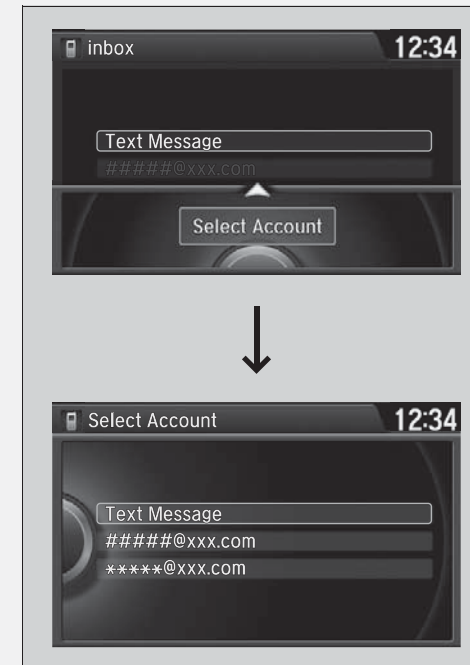 inbox 12:34
Text Message
#####@xxx.com
Select Account
Select Account 12:34
Text Message
#####@xxx.com
*****@xxx.com